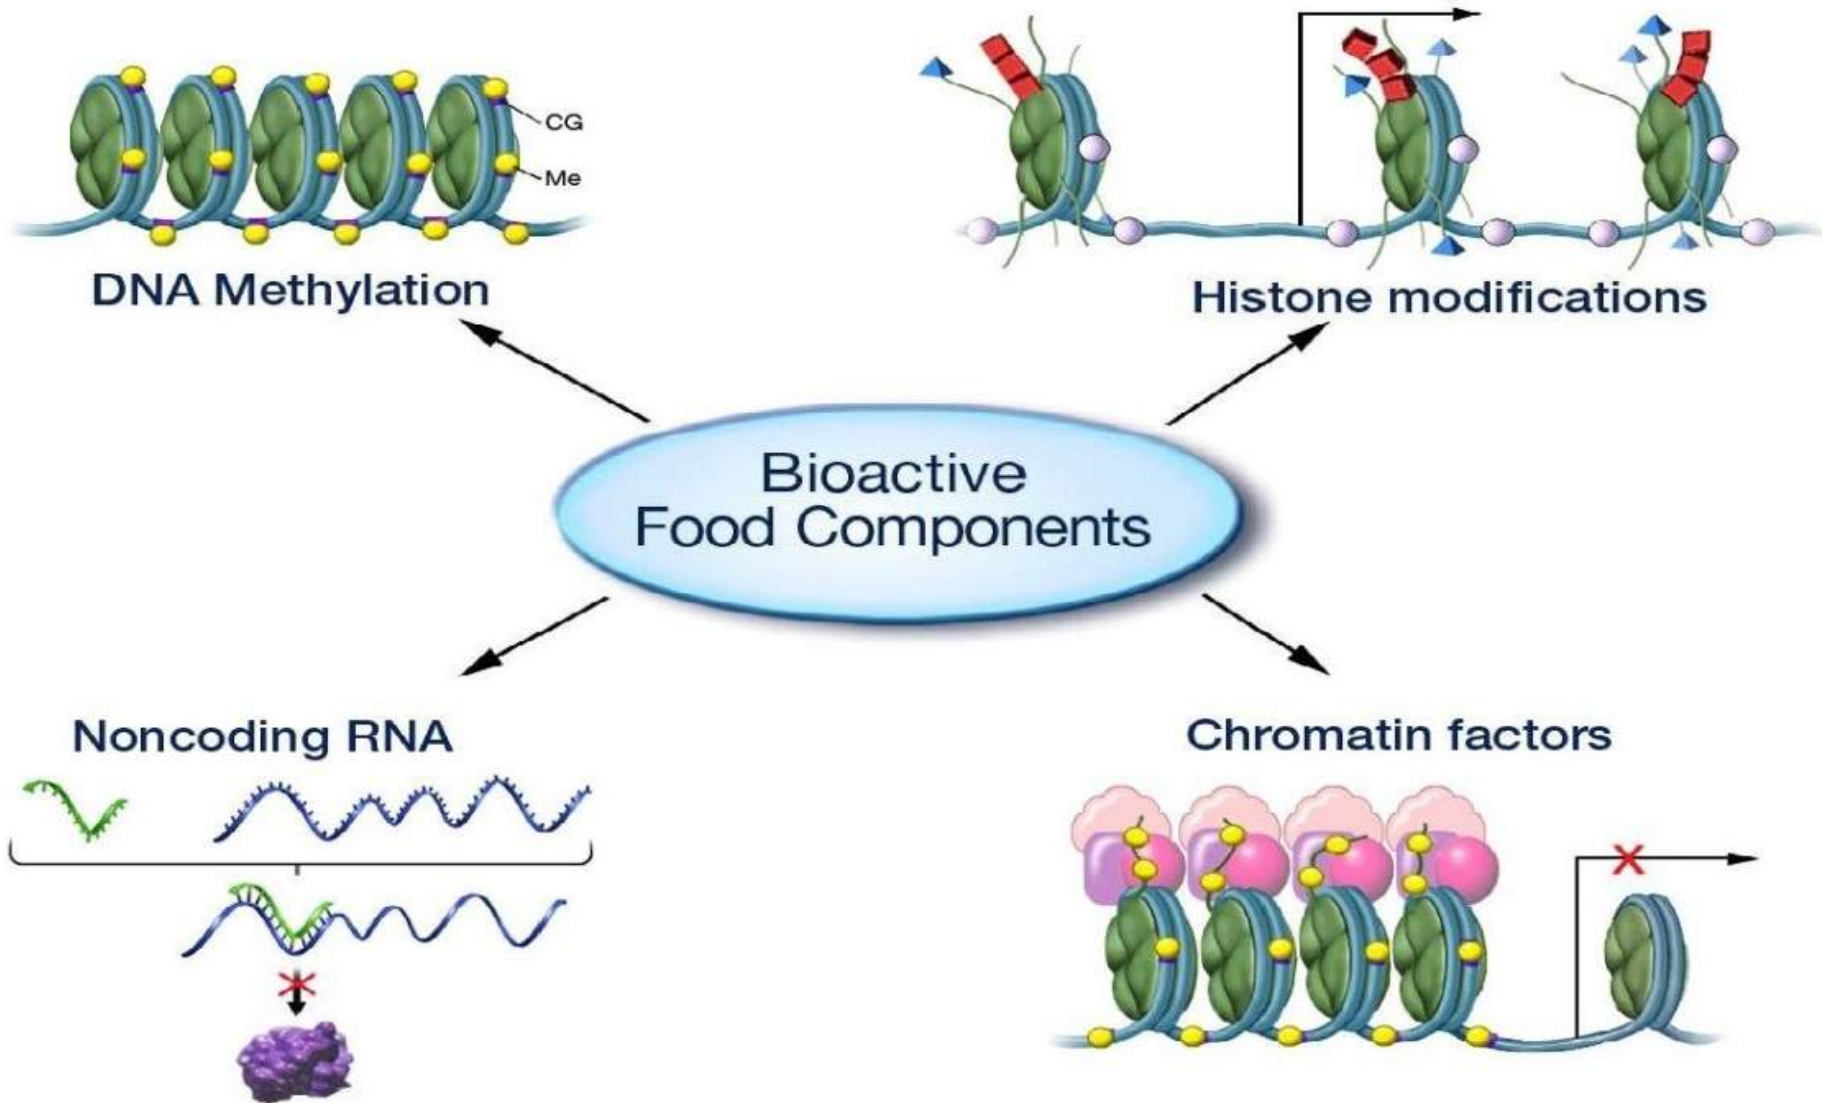 CG
Me
DNA Methylation
Histone modifications
Bioactive
Food Components
Noncoding RNA
Chromatin factors